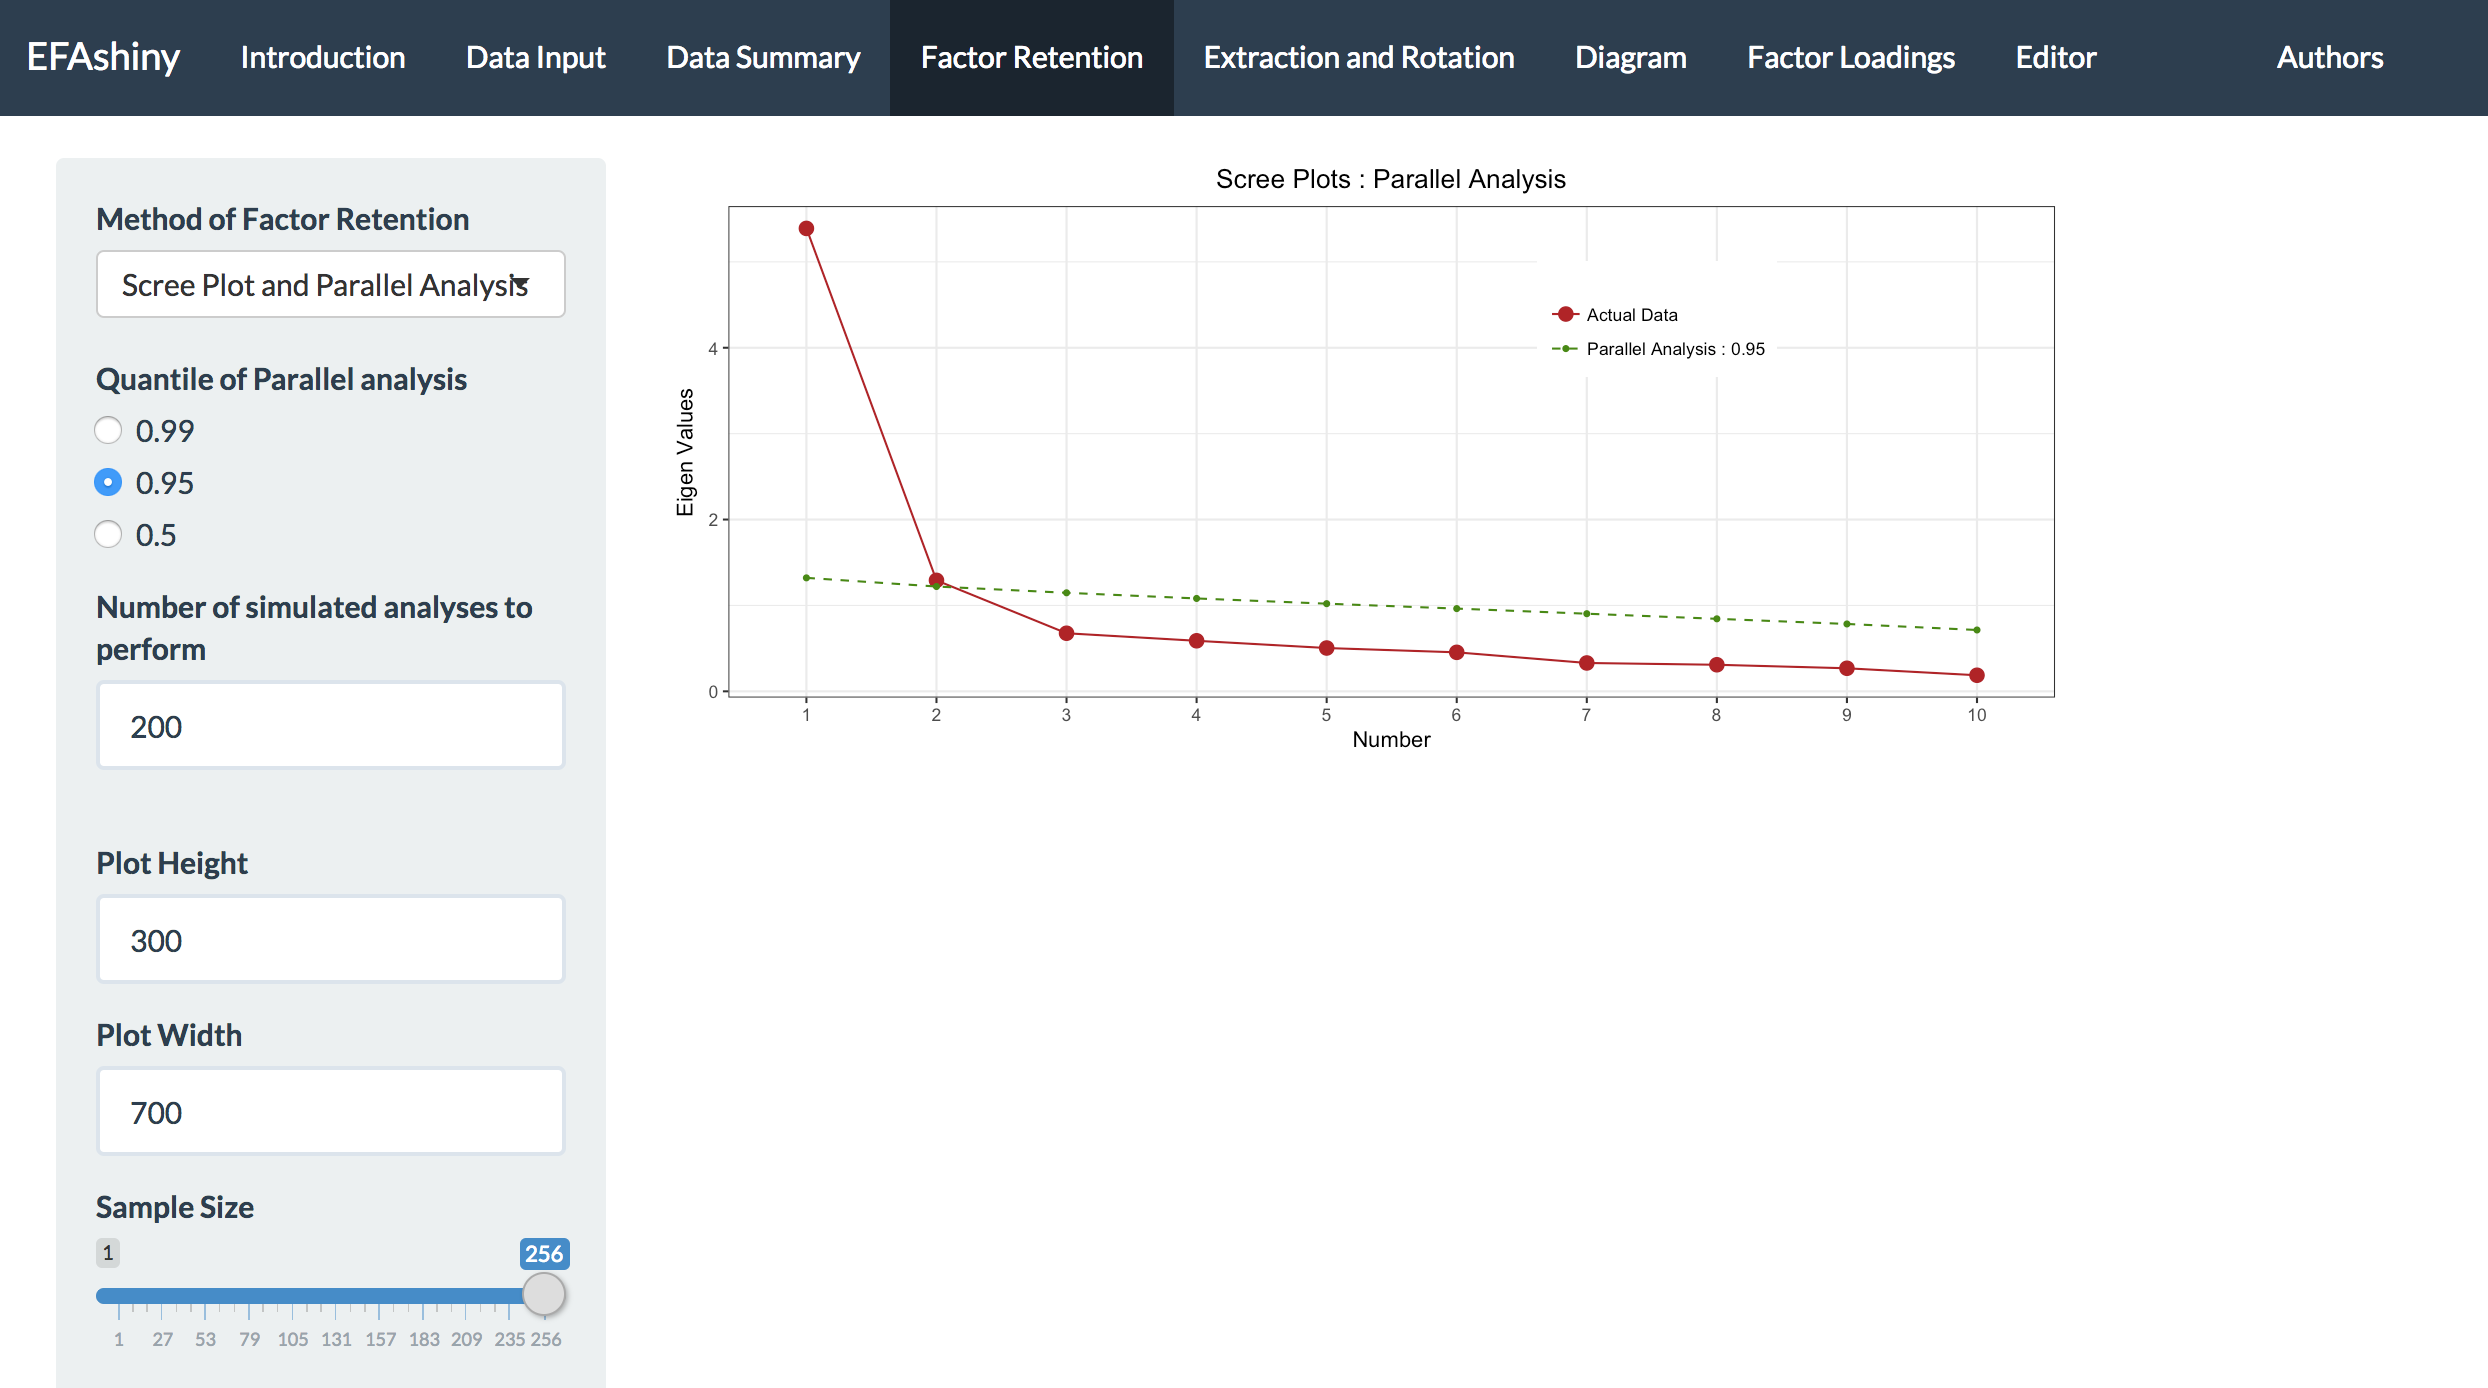 EFAshiny Introduction Data Input Data Summary Factor Retention Extraction and Rotation Diagram Factor Loadings Editor Authors
Method of Factor Retention
Scree Plot and Parallel Analysis
Quantile of Parallel analysis
0.99
0.95
0.5
Number of simulated analyses to
perform
200
Plot Height
300
Plot Width
700
Sample Size
1 256
1 27 53 79 105 131 157 183 209 235 256
Scree Plots : Parallel Analysis
Actual Data
Parallel Analysis : 0.95
Eigen Values
4
2
0
1 2 3 4 5 6 7 8 9 10
Number